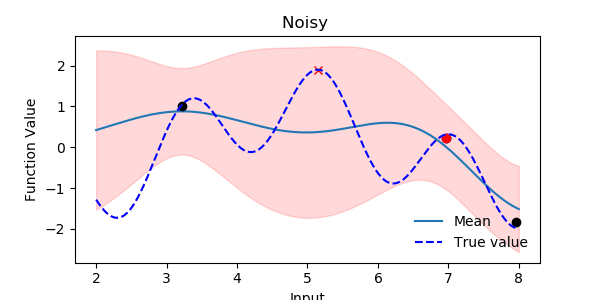 Noisy
Function Value
2
1
0
−1
−2
Mean
True value
2 3 4 5 6 7 8
Input